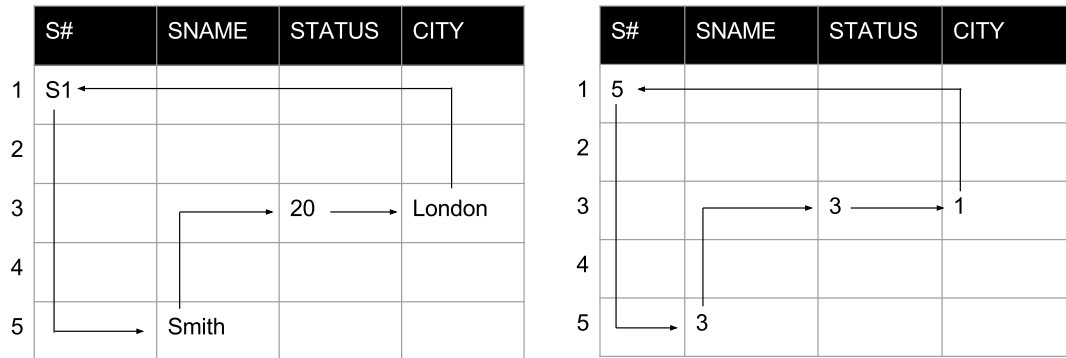 S# SNAME STATUS CITY
1 S1
2
3 20 London
4
5 Smith
S# SNAME STATUS CITY
1 5
2
3 3 1
4
5 3